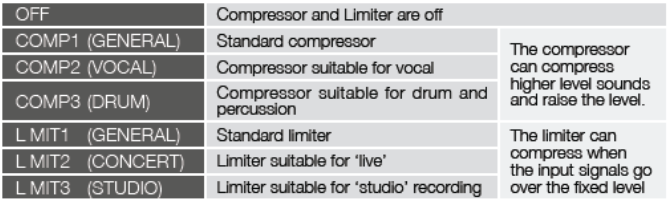 OFF Compressor and Limiter are off
COMP1 (GENERAL) Standard compressor
COMP2 (VOCAL) Compressor suitable for vocal
COMP3 (DRUM) Compressor suitable for drum and
percussion
The compressor
can compress
higher level sounds
and raise the level.
L MIT1 (GENERAL) Standard limiter
L MIT2 (CONCERT) Limiter suitable for ‘live’
L MIT3 (STUDIO) Limiter suitable for ‘studio’ recording
The limiter can
compress when
the input signals go
over the fixed level